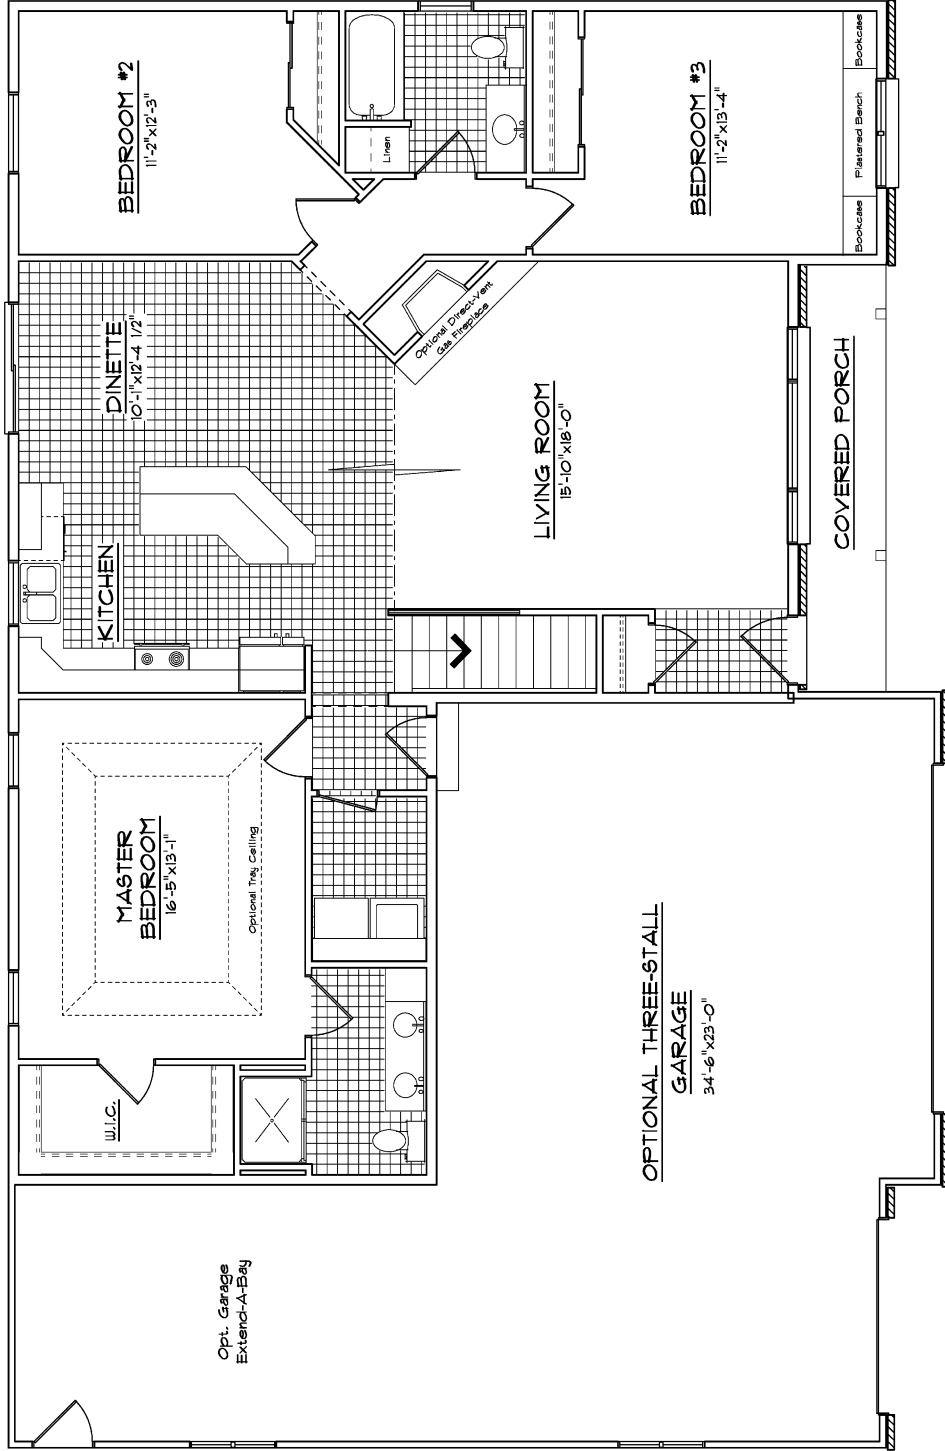 BEDROOM #2
11'-2"x12'-3"
Linen
BEDROOM #3
11'-2"x13'-4"
Bookcase
Plastered Bench
Bookcase
DINETTE
10'-1"x12'-4 1/2"
Optional Direct-Vent
Gas Fireplace
KITCHEN
LIVING ROOM
15'-10"x18'-0"
COVERED PORCH
MASTER
BEDROOM
16'-5"x13'-1"
Optional Tray Ceiling
W.I.C.
OPTIONAL THREE-STALL
GARAGE
34'-6"x23'-0"
Opt. Garage
Extend-A-Bay